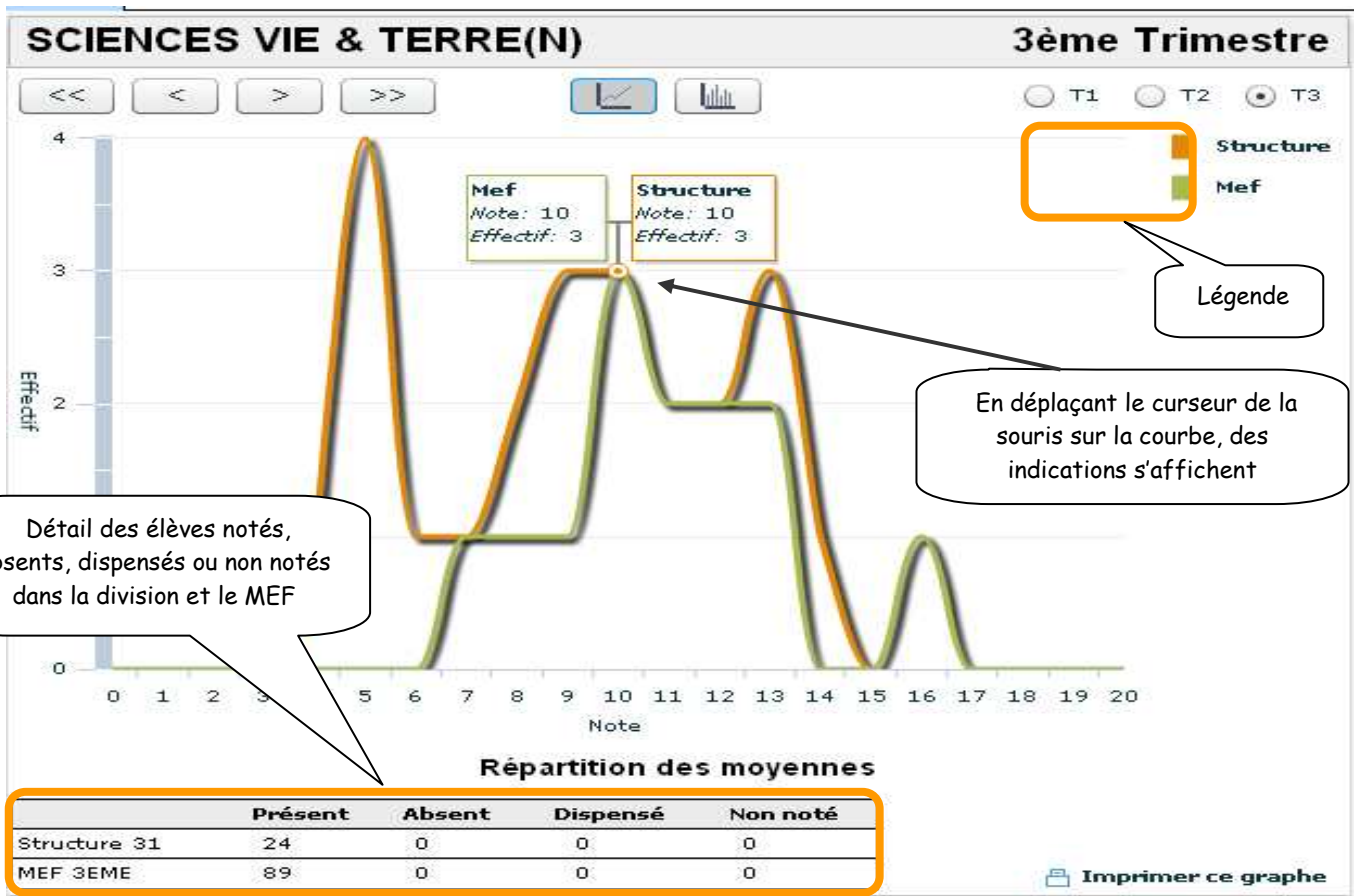 SCIENCES VIE & TERRE(N) 3ème Trimestre
<< < > >> T1 T2 T3
Structure
Mef
Légende
Mef
Note: 10
Effectif: 3
Structure
Note: 10
Effectif: 3
En déplaçant le curseur de la
souris sur la courbe, des
indications s'affichent
Effectif
4
3
2
0
Détail des élèves notés,
dispensés ou non notés
dans la division et le MEF
0 1 2 3 5 6 7 8 9 10 11 12 13 14 15 16 17 18 19 20
Note
Répartition des moyennes
Présent Absent Dispensé Non noté
Structure 31 24 0 0 0
MEF 3EME 89 0 0 0
Imprimer ce graphe